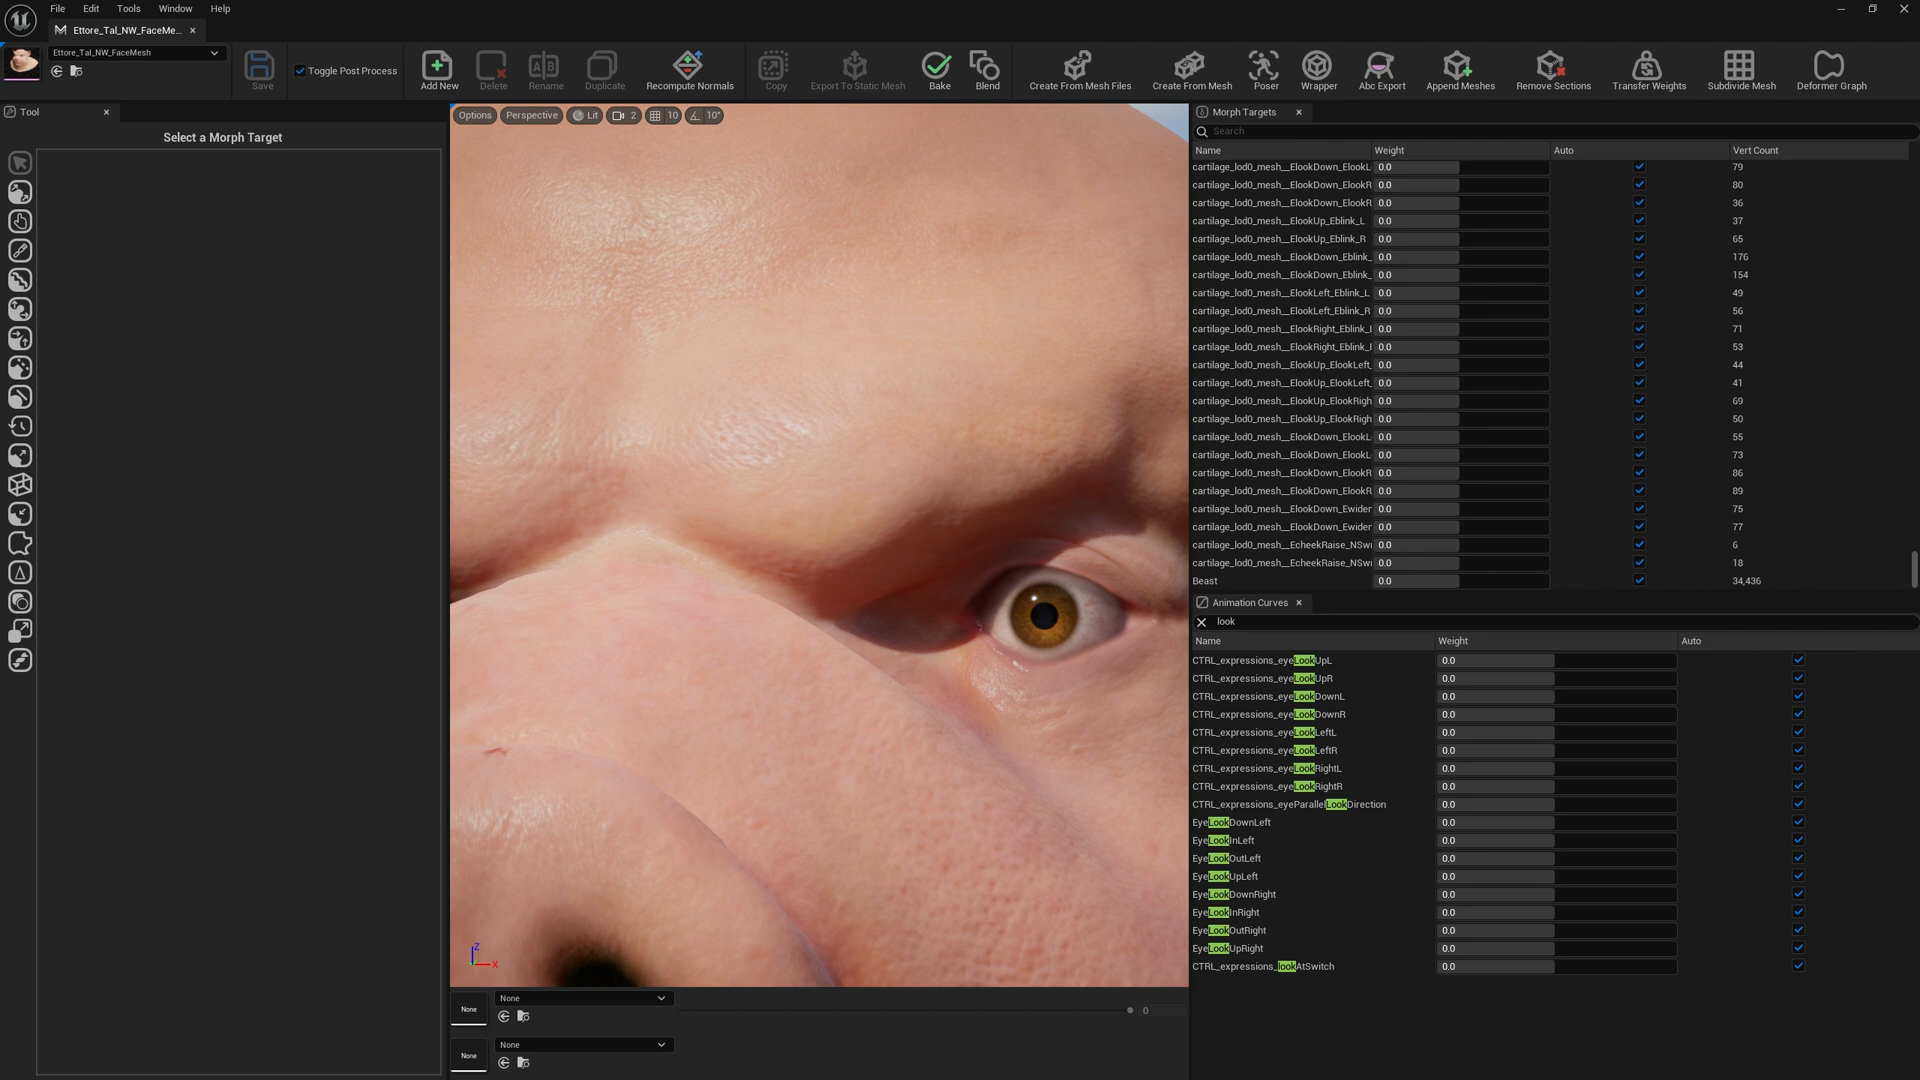 File Edit Tools Window Help
Ettore_Tal_NW_FaceMe...
Ettore_Tal_NW_FaceMesh
Save
Toggle Post Process
Add New
Delete
Rename
Duplicate
Recompute Normals
Copy
Export To Static Mesh
Bake
Blend
Create From Mesh Files
Create From Mesh
Poser
Wrapper
Abc Export
Append Meshes
Remove Sections
Transfer Weights
Subdivide Mesh
Deformer Graph
Tool
Select a Morph Target
Options Perspective Lit 2 10 10°
Z
X
None None 0
None None
Morph Targets
Search
Name Weight Auto Vert Count
cartilage_lod0_mesh__ElookDown_ElookL 0.0 79
cartilage_lod0_mesh__ElookDown_ElookR 0.0 80
cartilage_lod0_mesh__ElookDown_ElookR 0.0 36
cartilage_lod0_mesh__ElookUp_Eblink_L 0.0 37
cartilage_lod0_mesh__ElookUp_Eblink_R 0.0 65
cartilage_lod0_mesh__ElookDown_Eblink_ 0.0 176
cartilage_lod0_mesh__ElookDown_Eblink_ 0.0 154
cartilage_lod0_mesh__ElookLeft_Eblink_L 0.0 49
cartilage_lod0_mesh__ElookLeft_Eblink_R 0.0 56
cartilage_lod0_mesh__ElookRight_Eblink_l 0.0 71
cartilage_lod0_mesh__ElookRight_Eblink_l 0.0 53
cartilage_lod0_mesh__ElookUp_ElookLeft_ 0.0 44
cartilage_lod0_mesh__ElookUp_ElookLeft_ 0.0 41
cartilage_lod0_mesh__ElookUp_ElookRigh 0.0 69
cartilage_lod0_mesh__ElookUp_ElookRigh 0.0 50
cartilage_lod0_mesh__ElookDown_ElookL 0.0 55
cartilage_lod0_mesh__ElookDown_ElookL 0.0 73
cartilage_lod0_mesh__ElookDown_ElookR 0.0 86
cartilage_lod0_mesh__ElookDown_ElookR 0.0 89
cartilage_lod0_mesh__ElookDown_Ewider 0.0 75
cartilage_lod0_mesh__ElookDown_Ewider 0.0 77
cartilage_lod0_mesh__EcheekRaise_NSwi 0.0 6
cartilage_lod0_mesh__EcheekRaise_NSwi 0.0 18
Beast 0.0 34,436
Animation Curves
look
Name Weight Auto
CTRL_expressions_eyeLookUpL 0.0
CTRL_expressions_eyeLookUpR 0.0
CTRL_expressions_eyeLookDownL 0.0
CTRL_expressions_eyeLookDownR 0.0
CTRL_expressions_eyeLookLeftL 0.0
CTRL_expressions_eyeLookLeftR 0.0
CTRL_expressions_eyeLookRightL 0.0
CTRL_expressions_eyeLookRightR 0.0
CTRL_expressions_eyeParallelLookDirection 0.0
EyeLookDownLeft 0.0
EyeLookInLeft 0.0
EyeLookOutLeft 0.0
EyeLookUpLeft 0.0
EyeLookDownRight 0.0
EyeLookInRight 0.0
EyeLookOutRight 0.0
EyeLookUpRight 0.0
CTRL_expressions_lookAtSwitch 0.0